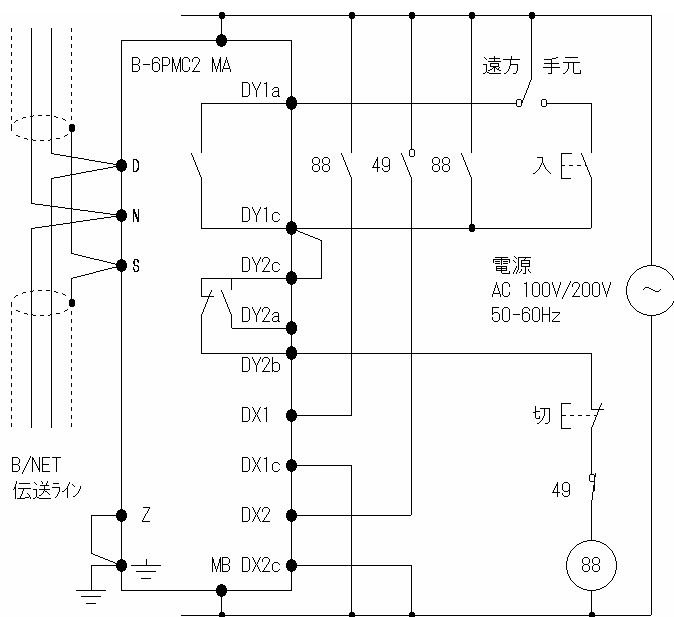 B-6PMC2 MA
遠方 手元
DY1a
88
49
88
入
D
DY1c
N
DY2c
S
電源
AC 100V/200V
50-60Hz
～
DY2a
DY2b
DX1
切
B/NET
伝送ライン
DX1c
49
Z
DX2
MB DX2c
88